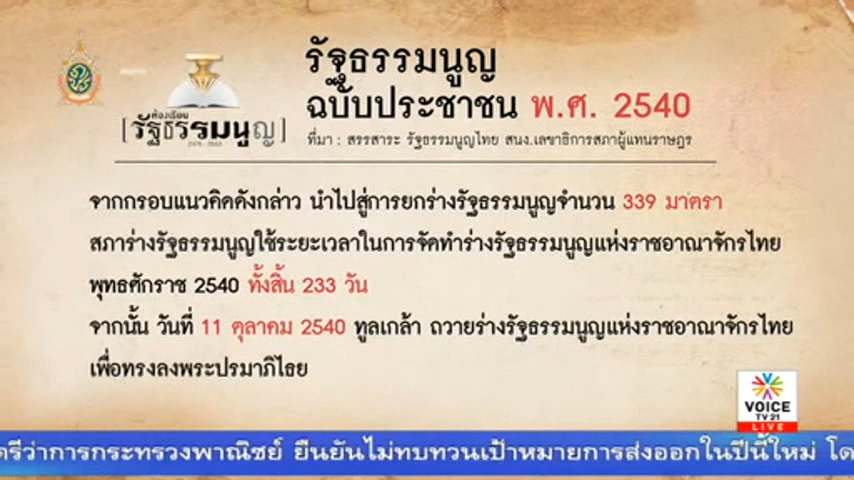 รัฐธรรมนูญ
ฉบับประชาชน พ.ศ. 2540
ที่มา : สรรสาระ รัฐธรรมนูญไทย สนง.เลขาธิการสภาผู้แทนราษฎร
ห้องเรียน
[รัฐธรรมนูญ]
จากกรอบแนวคิดดังกล่าว นำไปสู่การยกร่างรัฐธรรมนูญจำนวน 339 มาตรา
สภาร่างรัฐธรรมนูญใช้ระยะเวลาในการจัดทำร่างรัฐธรรมนูญแห่งราชอาณาจักรไทย
พุทธศักราช 2540 ทั้งสิ้น 233 วัน
จากนั้น วันที่ 11 ตุลาคม 2540 ทูลเกล้า ถวายร่างรัฐธรรมนูญแห่งราชอาณาจักรไทย
เพื่อทรงลงพระปรมาภิไธย
VOICE
TV 21
LIVE
ตรีว่าการกระทรวงพาณิชย์ ยืนยันไม่ทบทวนเป้าหมายการส่งออกในปีนี้ใหม่ โด